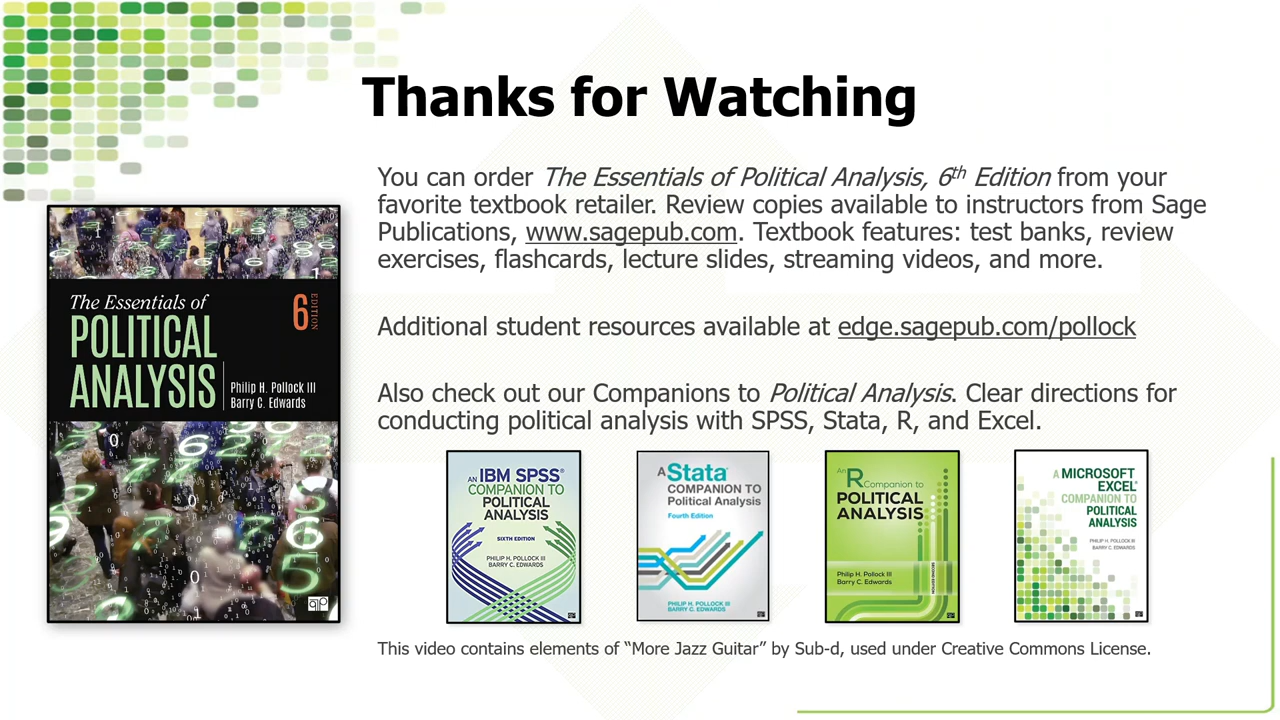 Thanks for Watching
You can order The Essentials of Political Analysis, 6th Edition from your
favorite textbook retailer. Review copies available to instructors from Sage
Publications, www.sagepub.com. Textbook features: test banks, review
exercises, flashcards, lecture slides, streaming videos, and more.
Additional student resources available at edge.sagepub.com/pollock
Also check out our Companions to Political Analysis. Clear directions for
conducting political analysis with SPSS, Stata, R, and Excel.
The Essentials of
POLITICAL
ANALYSIS
6 EDITION
Philip H. Pollock III
Barry C. Edwards
AN IBM SPSS®
COMPANION TO
POLITICAL
ANALYSIS
SIXTH EDITION
PHILIP H. POLLOCK III
BARRY C. EDWARDS
A Stata®
COMPANION TO
Political Analysis
Fourth Edition
PHILIP H. POLLOCK III
BARRY C. EDWARDS
An R Companion to
POLITICAL
ANALYSIS
Philip H. Pollock III
Barry C. Edwards
A MICROSOFT
EXCEL®
COMPANION TO
POLITICAL
ANALYSIS
PHILIP H. POLLOCK III
BARRY C. EDWARDS
This video contains elements of “More Jazz Guitar” by Sub-d, used under Creative Commons License.